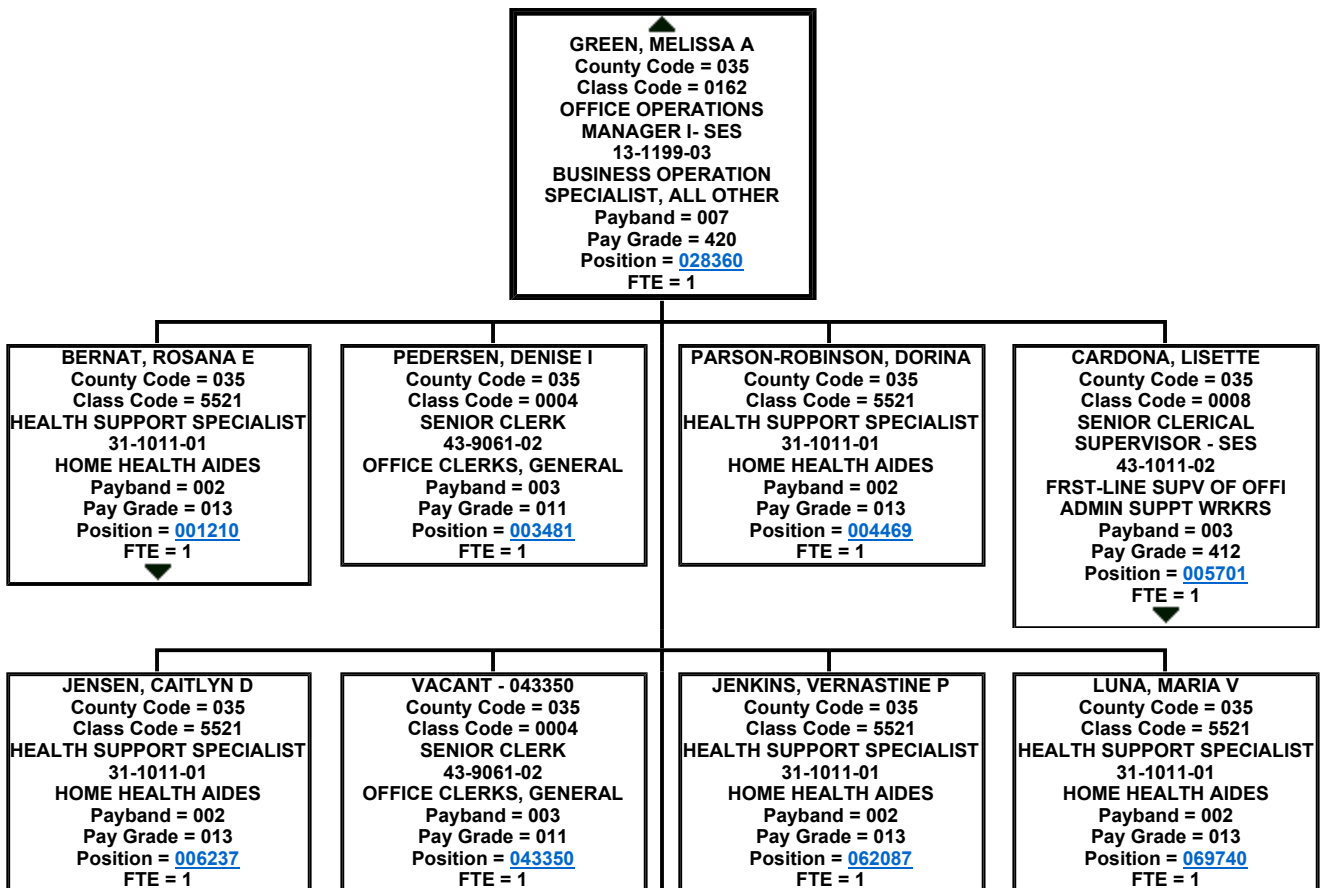 GREEN, MELISSA A
County Code = 035
Class Code = 0162
OFFICE OPERATIONS
MANAGER I- SES
13-1199-03
BUSINESS OPERATION
SPECIALIST, ALL OTHER
Payband = 007
Pay Grade = 420
Position = 028360
FTE = 1
BERNAT, ROSANA E
County Code = 035
Class Code = 5521
HEALTH SUPPORT SPECIALIST
31-1011-01
HOME HEALTH AIDES
Payband = 002
Pay Grade = 013
Position = 001210
FTE = 1
PEDERSEN, DENISE I
County Code = 035
Class Code = 0004
SENIOR CLERK
43-9061-02
OFFICE CLERKS, GENERAL
Payband = 003
Pay Grade = 011
Position = 003481
FTE = 1
PARSON-ROBINSON, DORINA
County Code = 035
Class Code = 5521
HEALTH SUPPORT SPECIALIST
31-1011-01
HOME HEALTH AIDES
Payband = 002
Pay Grade = 013
Position = 004469
FTE = 1
CARDONA, LISETTE
County Code = 035
Class Code = 0008
SENIOR CLERICAL
SUPERVISOR - SES
43-1011-02
FRST-LINE SUPV OF OFFI
ADMIN SUPPT WRKRS
Payband = 003
Pay Grade = 412
Position = 005701
FTE = 1
JENSEN, CAITLYN D
County Code = 035
Class Code = 5521
HEALTH SUPPORT SPECIALIST
31-1011-01
HOME HEALTH AIDES
Payband = 002
Pay Grade = 013
Position = 006237
FTE = 1
VACANT - 043350
County Code = 035
Class Code = 0004
SENIOR CLERK
43-9061-02
OFFICE CLERKS, GENERAL
Payband = 003
Pay Grade = 011
Position = 043350
FTE = 1
JENKINS, VERNASTINE P
County Code = 035
Class Code = 5521
HEALTH SUPPORT SPECIALIST
31-1011-01
HOME HEALTH AIDES
Payband = 002
Pay Grade = 013
Position = 062087
FTE = 1
LUNA, MARIA V
County Code = 035
Class Code = 5521
HEALTH SUPPORT SPECIALIST
31-1011-01
HOME HEALTH AIDES
Payband = 002
Pay Grade = 013
Position = 069740
FTE = 1